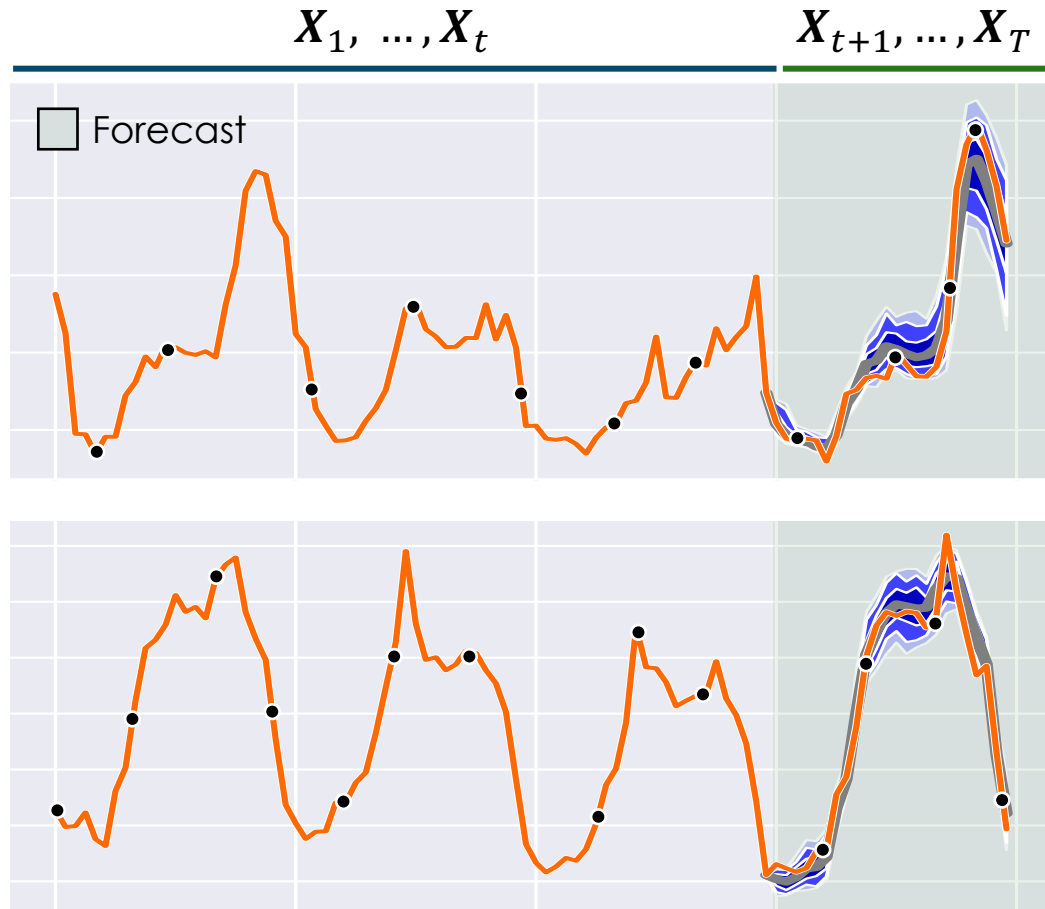 X₁, …, Xₜ
Xₜ₊₁, …, X_T
Forecast